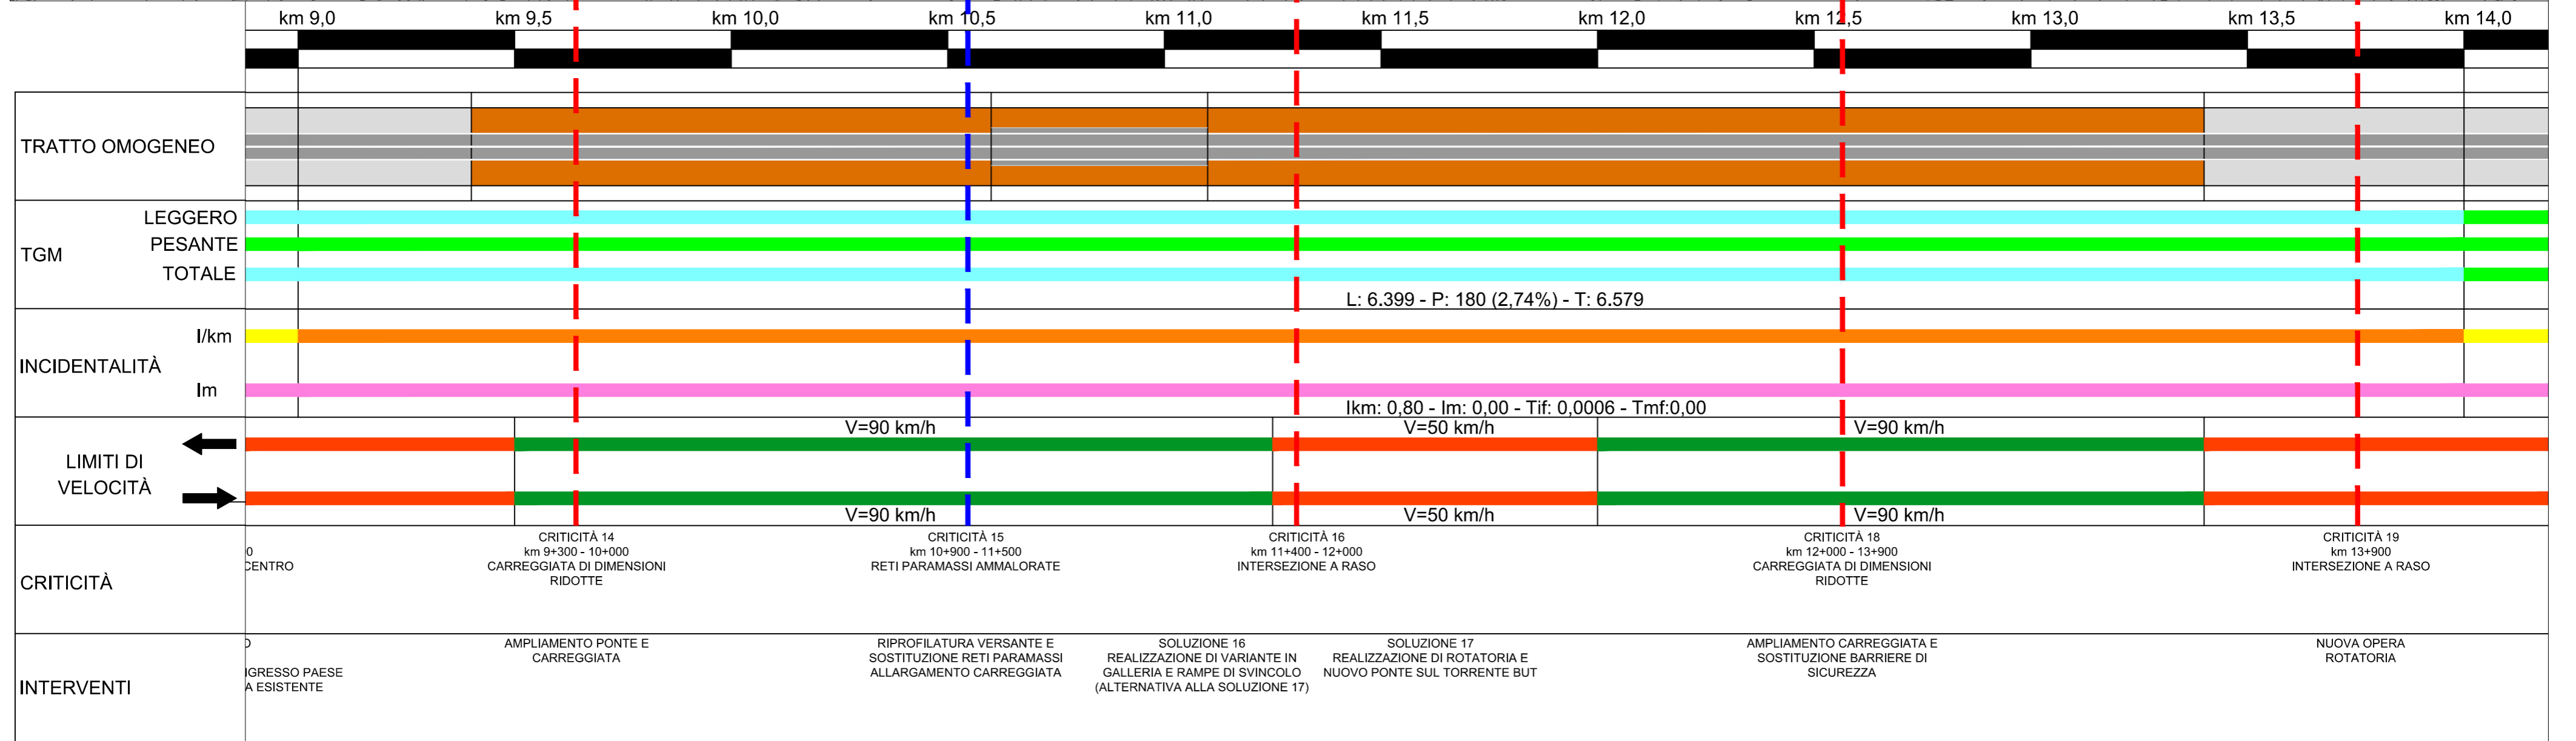 km 9,0 km 9,5 km 10,0 km 10,5 km 11,0 km 11,5 km 12,0 km 12,5 km 13,0 km 13,5 km 14,0
TRATTO OMOGENEO
TGM
LEGGERO
PESANTE
TOTALE
L: 6.399 - P: 180 (2,74%) - T: 6.579
INCIDENTALITÀ
I/km
Im
Ikm: 0,80 - Im: 0,00 - Tif: 0,0006 - Tmf:0,00
LIMITI DI
VELOCITÀ
V=90 km/h V=50 km/h V=90 km/h
V=90 km/h V=50 km/h V=90 km/h
CRITICITÀ
0
CENTRO
CRITICITÀ 14
km 9+300 - 10+000
CARREGGIATA DI DIMENSIONI
RIDOTTE
CRITICITÀ 15
km 10+900 - 11+500
RETI PARAMASSI AMMALORATE
CRITICITÀ 16
km 11+400 - 12+000
INTERSEZIONE A RASO
CRITICITÀ 18
km 12+000 - 13+900
CARREGGIATA DI DIMENSIONI
RIDOTTE
CRITICITÀ 19
km 13+900
INTERSEZIONE A RASO
INTERVENTI
IGRESSO PAESE
A ESISTENTE
AMPLIAMENTO PONTE E
CARREGGIATA
RIPROFILATURA VERSANTE E
SOSTITUZIONE RETI PARAMASSI
ALLARGAMENTO CARREGGIATA
SOLUZIONE 16
REALIZZAZIONE DI VARIANTE IN
GALLERIA E RAMPE DI SVINCOLO
(ALTERNATIVA ALLA SOLUZIONE 17)
SOLUZIONE 17
REALIZZAZIONE DI ROTATORIA E
NUOVO PONTE SUL TORRENTE BUT
AMPLIAMENTO CARREGGIATA E
SOSTITUZIONE BARRIERE DI
SICUREZZA
NUOVA OPERA
ROTATORIA